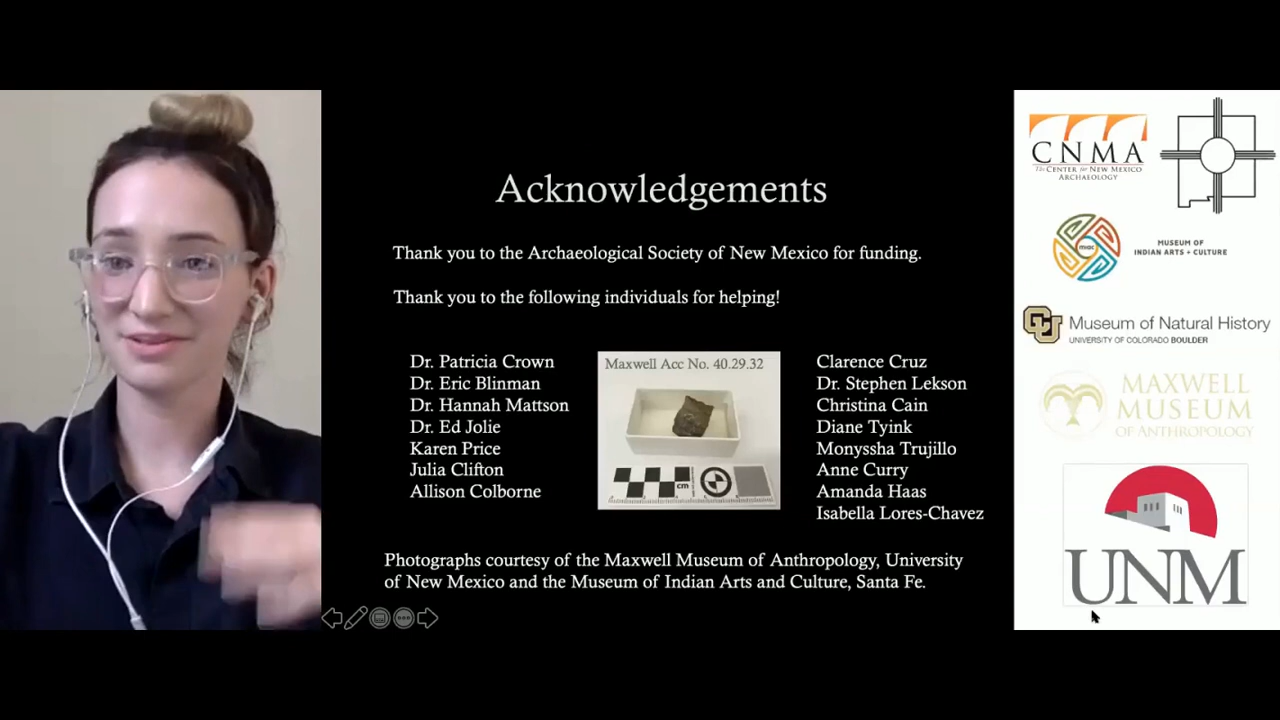 Acknowledgements
Thank you to the Archaeological Society of New Mexico for funding.
Thank you to the following individuals for helping!
Dr. Patricia Crown
Dr. Eric Blinman
Dr. Hannah Mattson
Dr. Ed Jolie
Karen Price
Julia Clifton
Allison Colborne
Maxwell Acc No. 40.29.32
cm
Clarence Cruz
Dr. Stephen Lekson
Christina Cain
Diane Tyink
Monyssha Trujillo
Anne Curry
Amanda Haas
Isabella Lores-Chavez
Photographs courtesy of the Maxwell Museum of Anthropology, University
of New Mexico and the Museum of Indian Arts and Culture, Santa Fe.
CNMA
The Center for New Mexico
Archaeology
miac
MUSEUM OF
INDIAN ARTS + CULTURE
CU
Museum of Natural History
UNIVERSITY OF COLORADO BOULDER
MAXWELL
MUSEUM
OF ANTHROPOLOGY
UNM